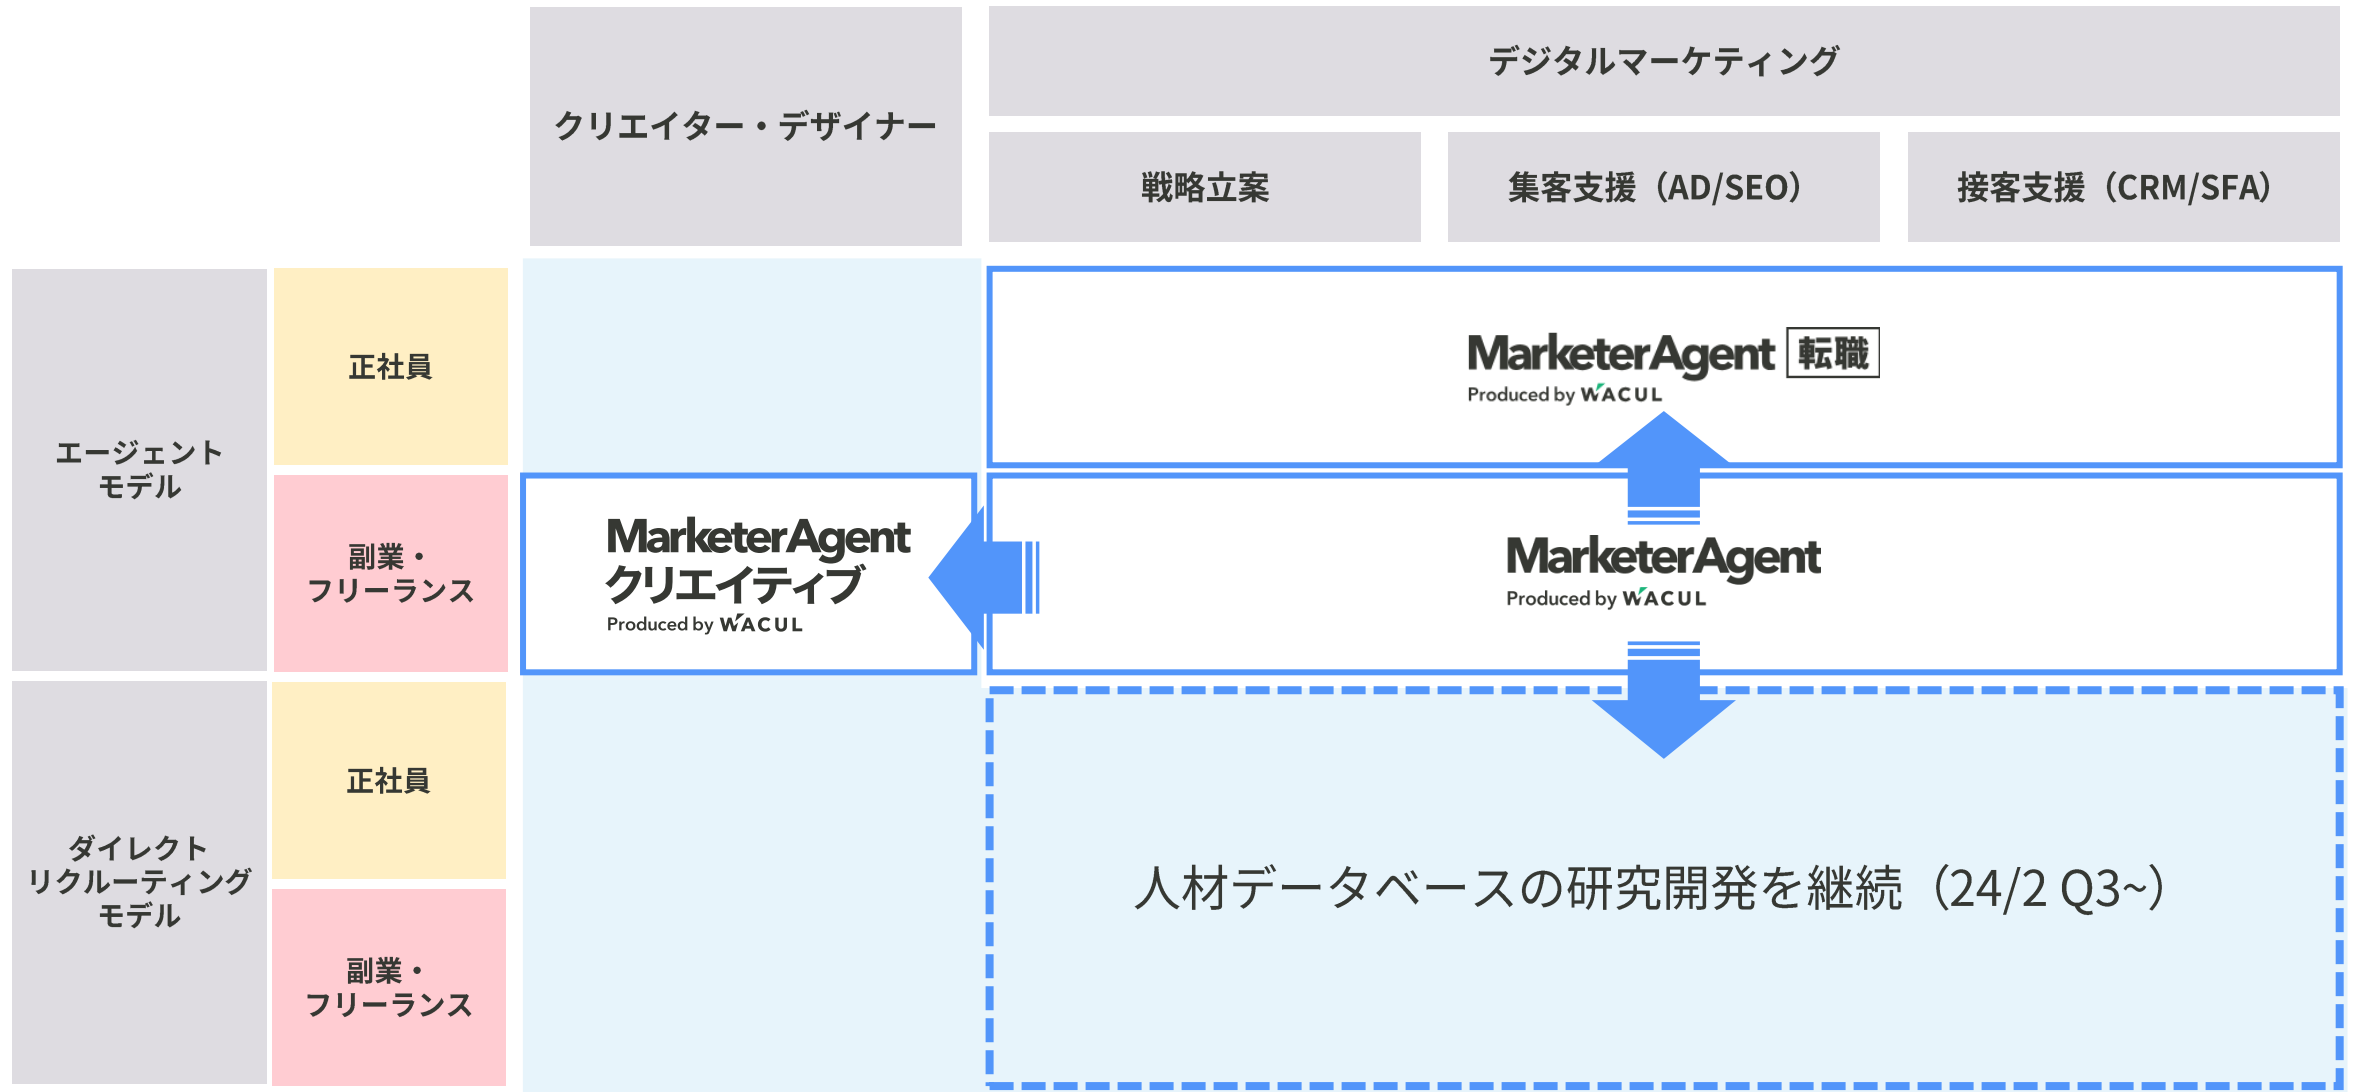 クリエイター・デザイナー
デジタルマーケティング
戦略立案
集客支援（AD/SEO）
接客支援（CRM/SFA）
エージェント
モデル
正社員
MarketerAgent 転職
Produced by WACUL
副業・
フリーランス
MarketerAgent
クリエイティブ
Produced by WACUL
MarketerAgent
Produced by WACUL
ダイレクト
リクルーティング
モデル
正社員
副業・
フリーランス
人材データベースの研究開発を継続（24/2 Q3~）